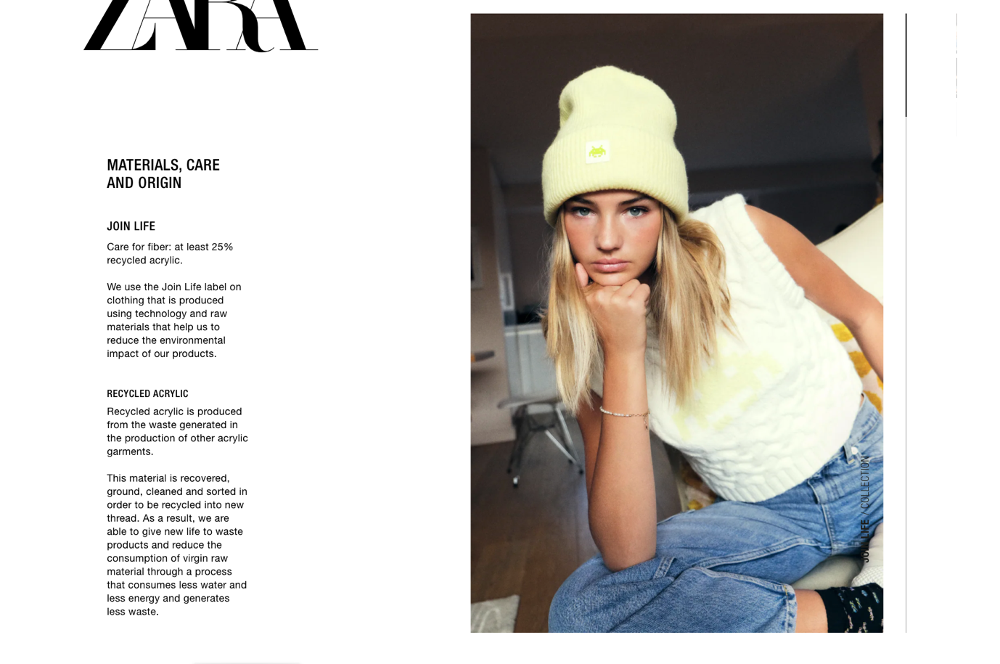 ZARA
MATERIALS, CARE
AND ORIGIN
JOIN LIFE
Care for fiber: at least 25%
recycled acrylic.
We use the Join Life label on
clothing that is produced
using technology and raw
materials that help us to
reduce the environmental
impact of our products.
RECYCLED ACRYLIC
Recycled acrylic is produced
from the waste generated in
the production of other acrylic
garments.
This material is recovered,
ground, cleaned and sorted in
order to be recycled into new
thread. As a result, we are
able to give new life to waste
products and reduce the
consumption of virgin raw
material through a process
that consumes less water and
less energy and generates
less waste.
JOIN LIFE / COLLECTION